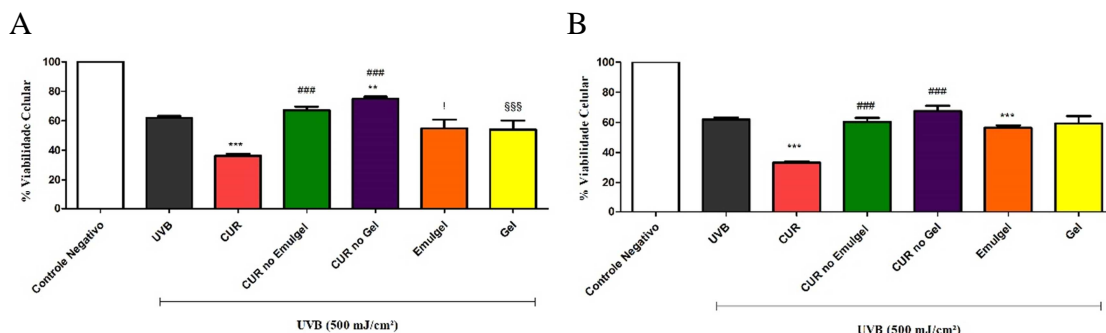 A
% Viabilidade Celular
100
80
60
40
20
0
***
###
###
**
!
§§§
Controle Negativo
UVB
CUR
CUR no Emulgel
CUR no Gel
Emulgel
Gel
UVB (500 mJ/cm²)
B
% Viabilidade Celular
100
80
60
40
20
0
***
###
###
***
Controle Negativo
UVB
CUR
CUR no Emulgel
CUR no Gel
Emulgel
Gel
UVB (500 mJ/cm²)